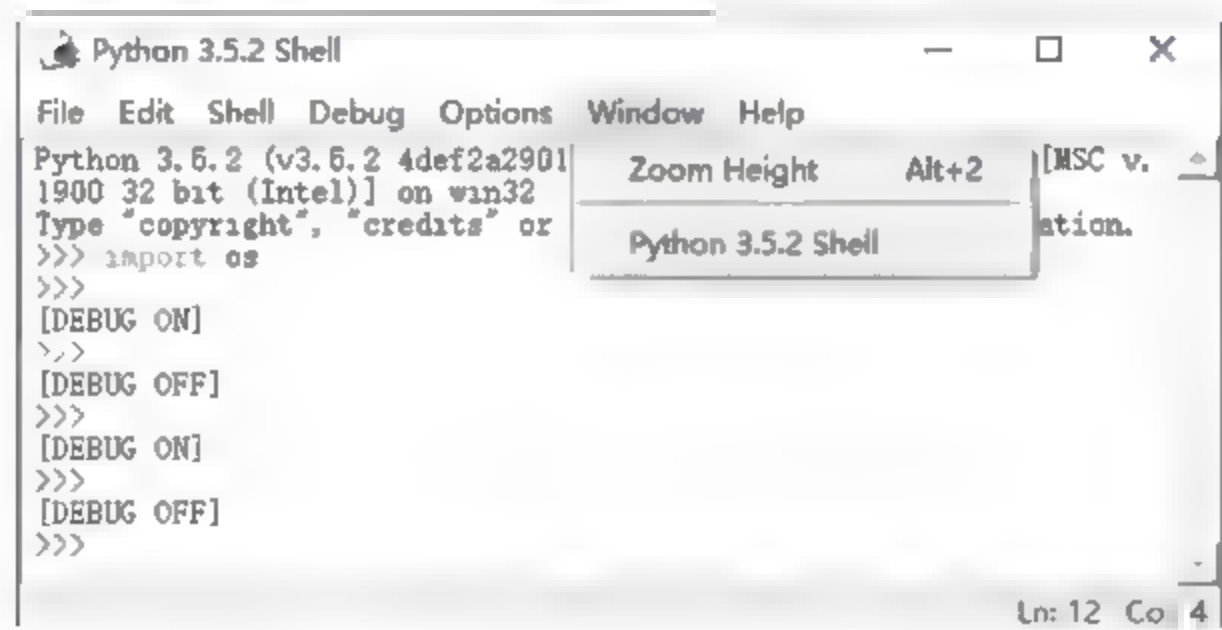 Python 3.5.2 Shell
File Edit Shell Debug Options Window Help
Python 3.5.2 (v3.5.2 4def2a2901 [MSC v.
1900 32 bit (Intel)] on win32
Type "copyright", "credits" or ation.
>>> import os
>>>
[DEBUG ON]
>>>
[DEBUG OFF]
>>>
[DEBUG ON]
>>>
[DEBUG OFF]
>>>
Zoom Height Alt+2
Python 3.5.2 Shell
Ln: 12 Co 4